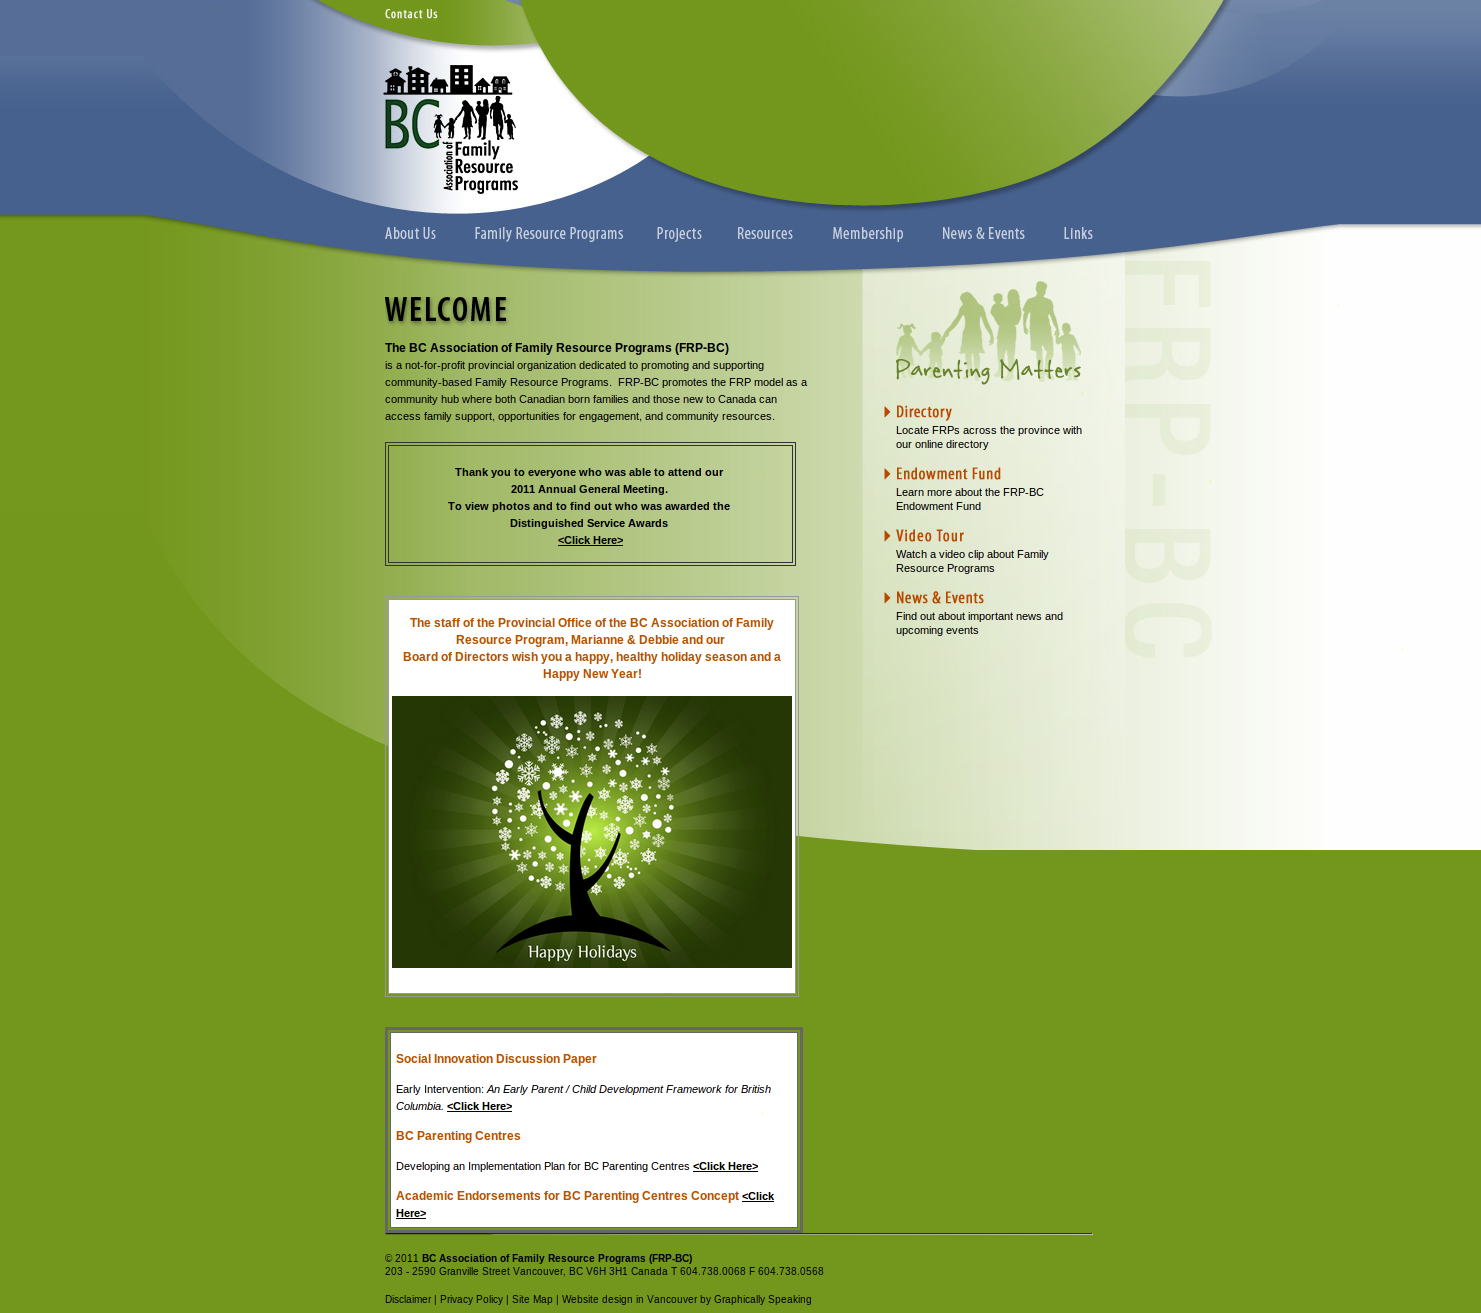 Contact Us
BC
Association of
Family
Resource
Programs
About Us Family Resource Programs Projects Resources Membership News & Events Links
WELCOME
The BC Association of Family Resource Programs (FRP-BC)
is a not-for-profit provincial organization dedicated to promoting and supporting
community-based Family Resource Programs.  FRP-BC promotes the FRP model as a
community hub where both Canadian born families and those new to Canada can
access family support, opportunities for engagement, and community resources.
Thank you to everyone who was able to attend our
2011 Annual General Meeting.
To view photos and to find out who was awarded the
Distinguished Service Awards
<Click Here>
The staff of the Provincial Office of the BC Association of Family
Resource Program, Marianne & Debbie and our
Board of Directors wish you a happy, healthy holiday season and a
Happy New Year!
Happy Holidays
Social Innovation Discussion Paper
Early Intervention: An Early Parent / Child Development Framework for British
Columbia. <Click Here>
BC Parenting Centres
Developing an Implementation Plan for BC Parenting Centres <Click Here>
Academic Endorsements for BC Parenting Centres Concept <Click
Here>
Parenting Matters
Directory
Locate FRPs across the province with
our online directory
Endowment Fund
Learn more about the FRP-BC
Endowment Fund
Video Tour
Watch a video clip about Family
Resource Programs
News & Events
Find out about important news and
upcoming events
FRP-BC
© 2011 BC Association of Family Resource Programs (FRP-BC)
203 - 2590 Granville Street Vancouver, BC V6H 3H1 Canada T 604.738.0068 F 604.738.0568
Disclaimer | Privacy Policy | Site Map | Website design in Vancouver by Graphically Speaking